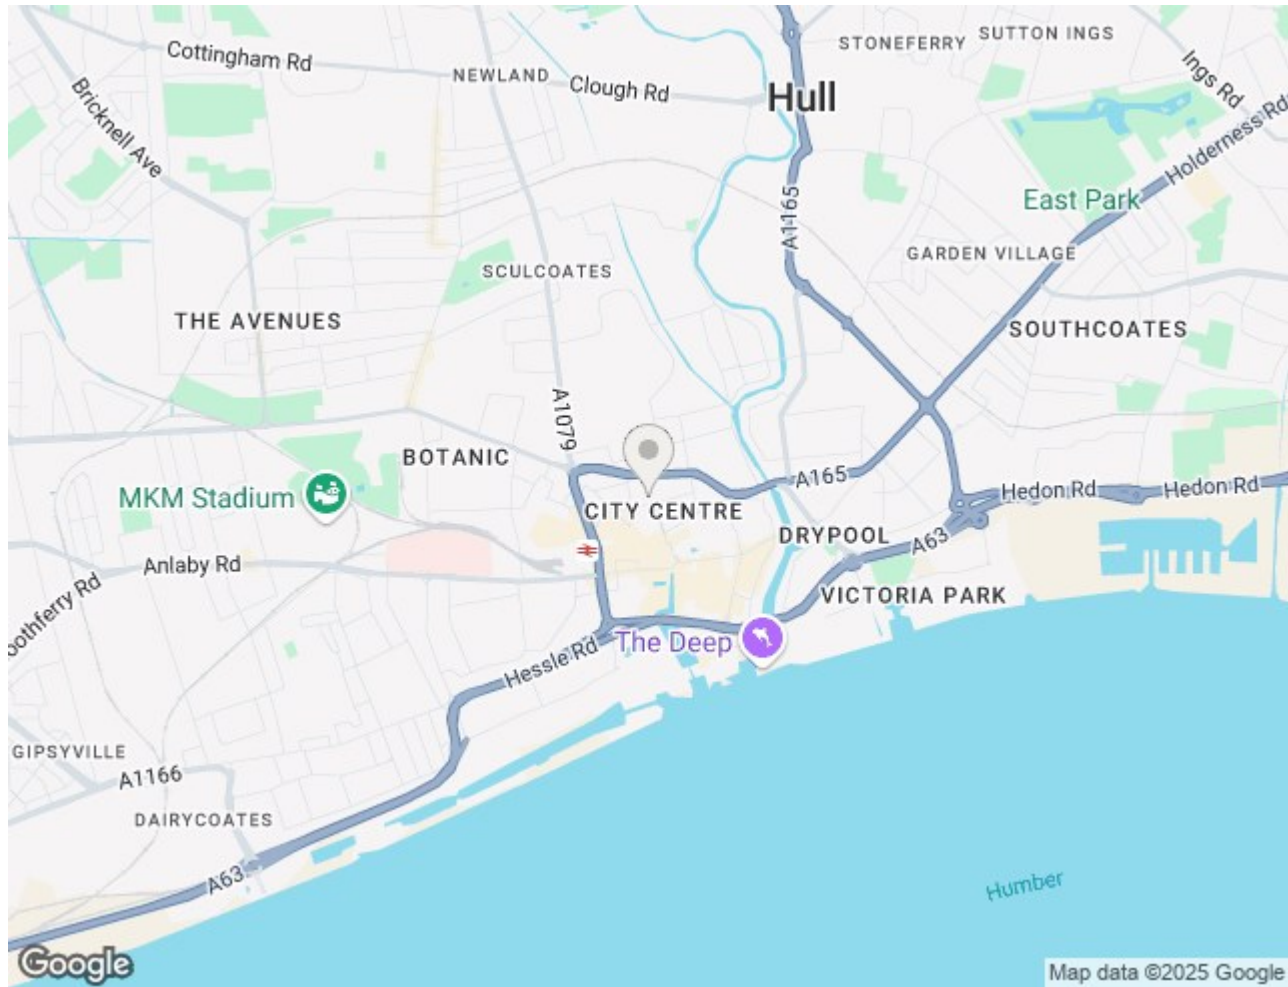 Cottingham Rd
NEWLAND
Clough Rd
Hull
STONEFERRY
SUTTON INGS
Ings Rd
Holderness Rd
Bricknell Ave
A1165
East Park
GARDEN VILLAGE
SCULCOATES
THE AVENUES
SOUTHCOATES
A1079
BOTANIC
MKM Stadium
CITY CENTRE
A165
Hedon Rd
Hedon Rd
DRYPOOL
A63
Anlaby Rd
oothferry Rd
VICTORIA PARK
The Deep
Hessle Rd
GIPSYVILLE
A1166
DAIRYCOATES
A63
Humber
Google
Map data ©2025 Google